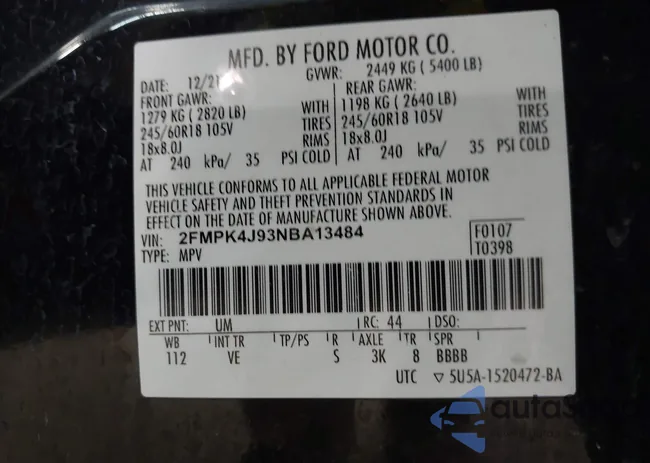 MFD. BY FORD MOTOR CO.
DATE: 12/21 GVWR: 2449 KG ( 5400 LB)
FRONT GAWR: REAR GAWR:
1279 KG ( 2820 LB) WITH 1198 KG ( 2640 LB) WITH
245/60R18 105V TIRES 245/60R18 105V TIRES
18x8.0J RIMS 18x8.0J RIMS
AT 240 kPa/ 35 PSI COLD AT 240 kPa/ 35 PSI COLD
THIS VEHICLE CONFORMS TO ALL APPLICABLE FEDERAL MOTOR
VEHICLE SAFETY AND THEFT PREVENTION STANDARDS IN
EFFECT ON THE DATE OF MANUFACTURE SHOWN ABOVE.
VIN: 2FMPK4J93NBA13484 F0107
TYPE: MPV T0398
EXT PNT: UM RC: 44 DSO:
WB INT TR TP/PS R AXLE TR SPR
112 VE S 3K 8 BBBB
UTC ▽ 5U5A-1520472-BA